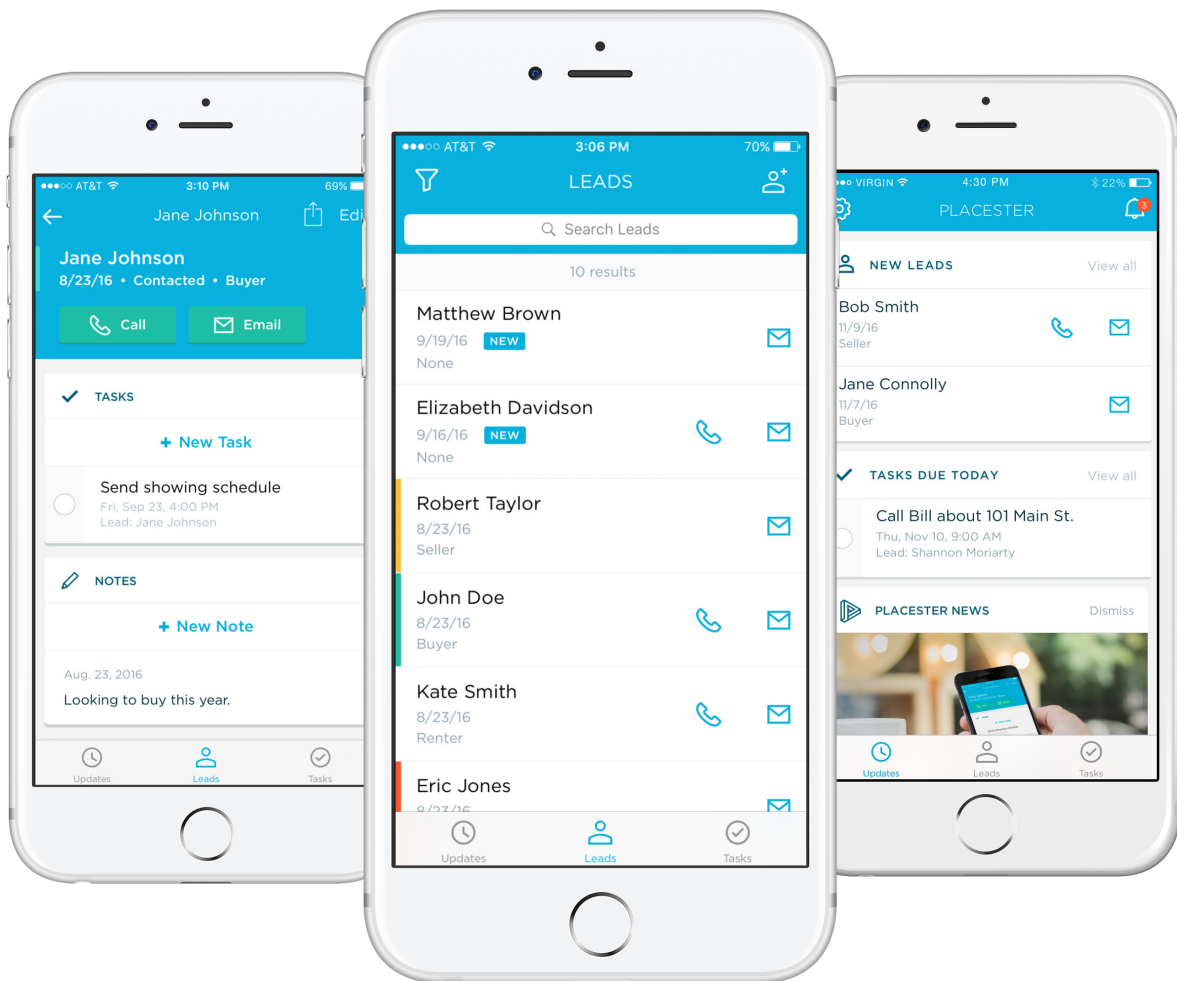 ●●●○○ AT&T 3:10 PM 69%
Jane Johnson Edi
Jane Johnson
8/23/16 • Contacted • Buyer
Call Email
TASKS
+ New Task
Send showing schedule
Fri, Sep 23, 4:00 PM
Lead: Jane Johnson
NOTES
+ New Note
Aug. 23, 2016
Looking to buy this year.
Updates Leads Tasks
●●●○○ AT&T 3:06 PM 70%
LEADS
Search Leads
10 results
Matthew Brown
9/19/16 NEW
None
Elizabeth Davidson
9/16/16 NEW
None
Robert Taylor
8/23/16
Seller
John Doe
8/23/16
Buyer
Kate Smith
8/23/16
Renter
Eric Jones
8/23/16
Updates Leads Tasks
VIRGIN 4:30 PM 22%
PLACESTER 3
NEW LEADS View all
Bob Smith
11/9/16
Seller
Jane Connolly
11/7/16
Buyer
TASKS DUE TODAY View all
Call Bill about 101 Main St.
Thu, Nov 10, 9:00 AM
Lead: Shannon Moriarty
PLACESTER NEWS Dismiss
Updates Leads Tasks